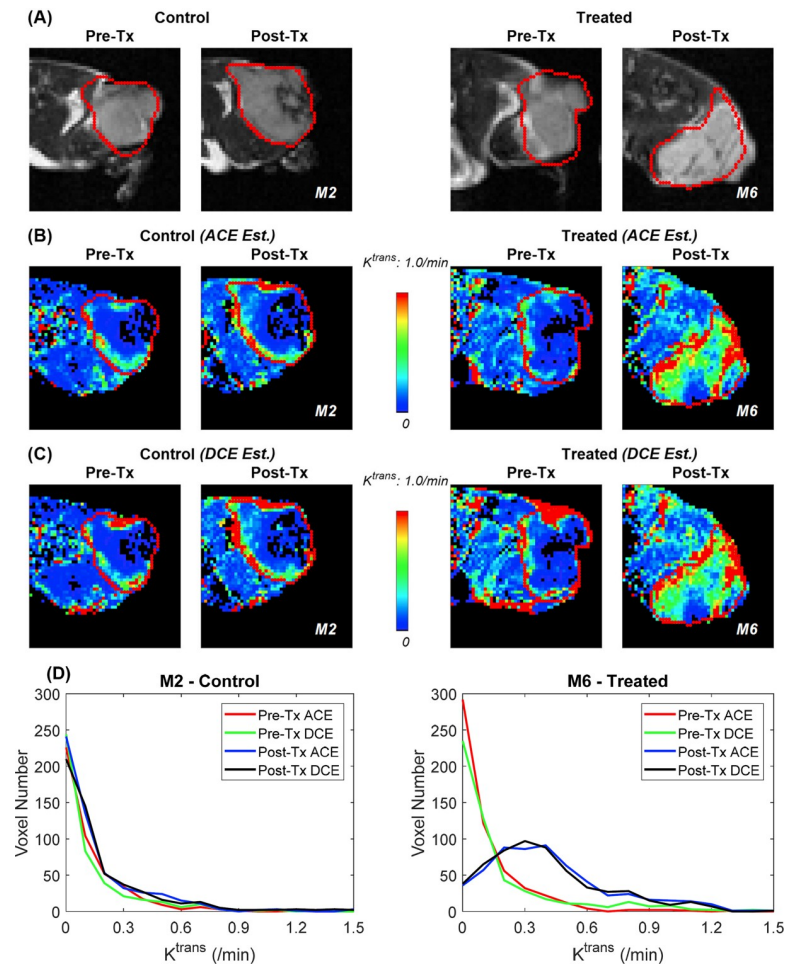 (A) Control Treated
Pre-Tx Post-Tx Pre-Tx Post-Tx
M2 M6
(B) Control (ACE Est.) Treated (ACE Est.)
Pre-Tx Post-Tx K^trans: 1.0/min Pre-Tx Post-Tx
M2 0 M6
(C) Control (DCE Est.) Treated (DCE Est.)
Pre-Tx Post-Tx K^trans: 1.0/min Pre-Tx Post-Tx
M2 0 M6
(D) M2 - Control
300
250
200
150
100
50
0
Voxel Number
Pre-Tx ACE
Pre-Tx DCE
Post-Tx ACE
Post-Tx DCE
0 0.3 0.6 0.9 1.2 1.5
K^trans (/min)
M6 - Treated
300
250
200
150
100
50
0
Voxel Number
Pre-Tx ACE
Pre-Tx DCE
Post-Tx ACE
Post-Tx DCE
0 0.3 0.6 0.9 1.2 1.5
K^trans (/min)